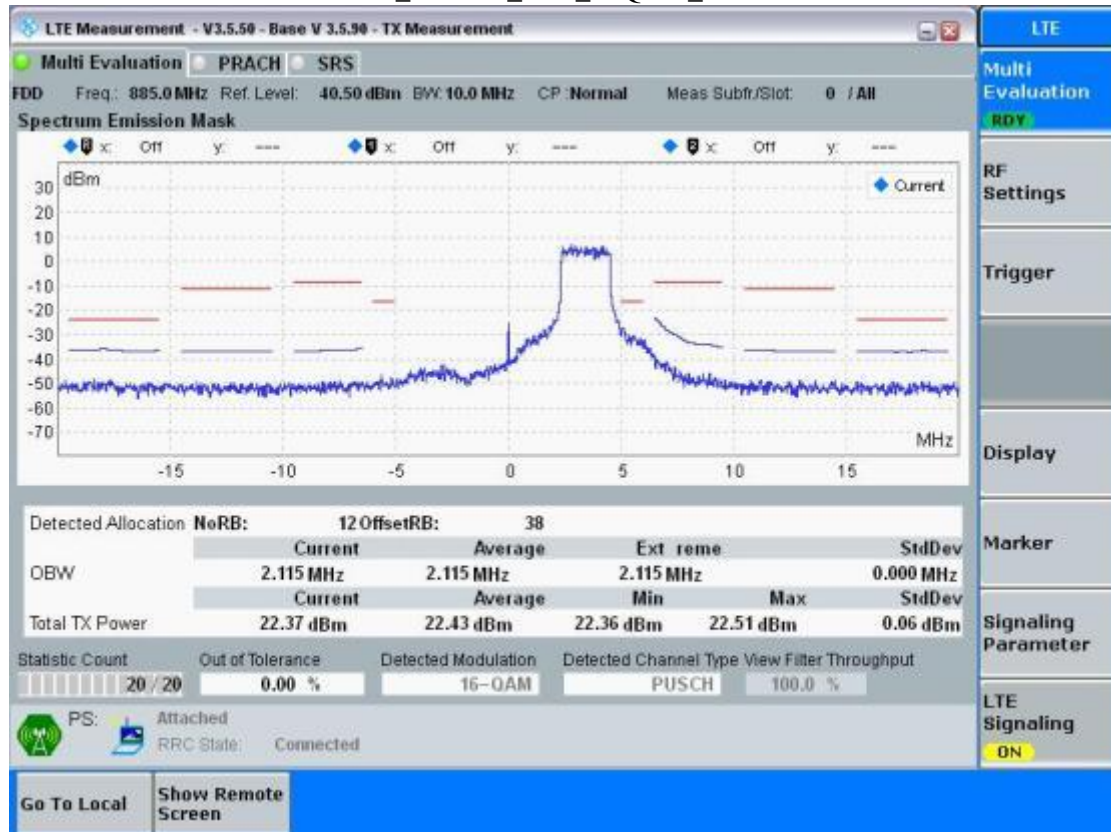 LTE Measurement - V3.5.50 - Base V 3.5.90 - TX Measurement
LTE
Multi Evaluation PRACH SRS
Multi Evaluation
RDY
FDD Freq.: 885.0 MHz Ref. Level: 40.50 dBm BW: 10.0 MHz CP :Normal Meas Subfr./Slot: 0 / All
Spectrum Emission Mask
R x: Off y: --- 1 x: Off y: --- 2 x: Off y: ---
dBm
Current
30
20
10
0
-10
-20
-30
-40
-50
-60
-70
MHz
-15 -10 -5 0 5 10 15
RF Settings
Trigger
Display
Marker
Signaling Parameter
LTE Signaling
ON
Detected Allocation NoRB: 12 OffsetRB: 38
Current Average Ext reme StdDev
OBW 2.115 MHz 2.115 MHz 2.115 MHz 0.000 MHz
Current Average Min Max StdDev
Total TX Power 22.37 dBm 22.43 dBm 22.36 dBm 22.51 dBm 0.06 dBm
Statistic Count Out of Tolerance Detected Modulation Detected Channel Type View Filter Throughput
20 / 20 0.00 % 16-QAM PUSCH 100.0 %
PS: Attached
RRC State: Connected
Go To Local Show Remote Screen